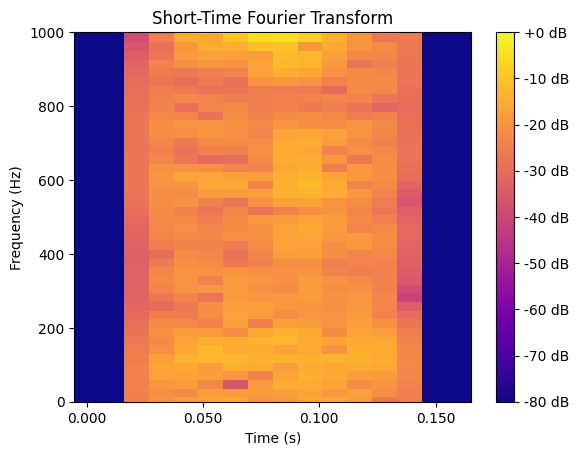 Short-Time Fourier Transform
1000
800
600
400
200
0
Frequency (Hz)
0.000
0.050
0.100
0.150
Time (s)
+0 dB
-10 dB
-20 dB
-30 dB
-40 dB
-50 dB
-60 dB
-70 dB
-80 dB